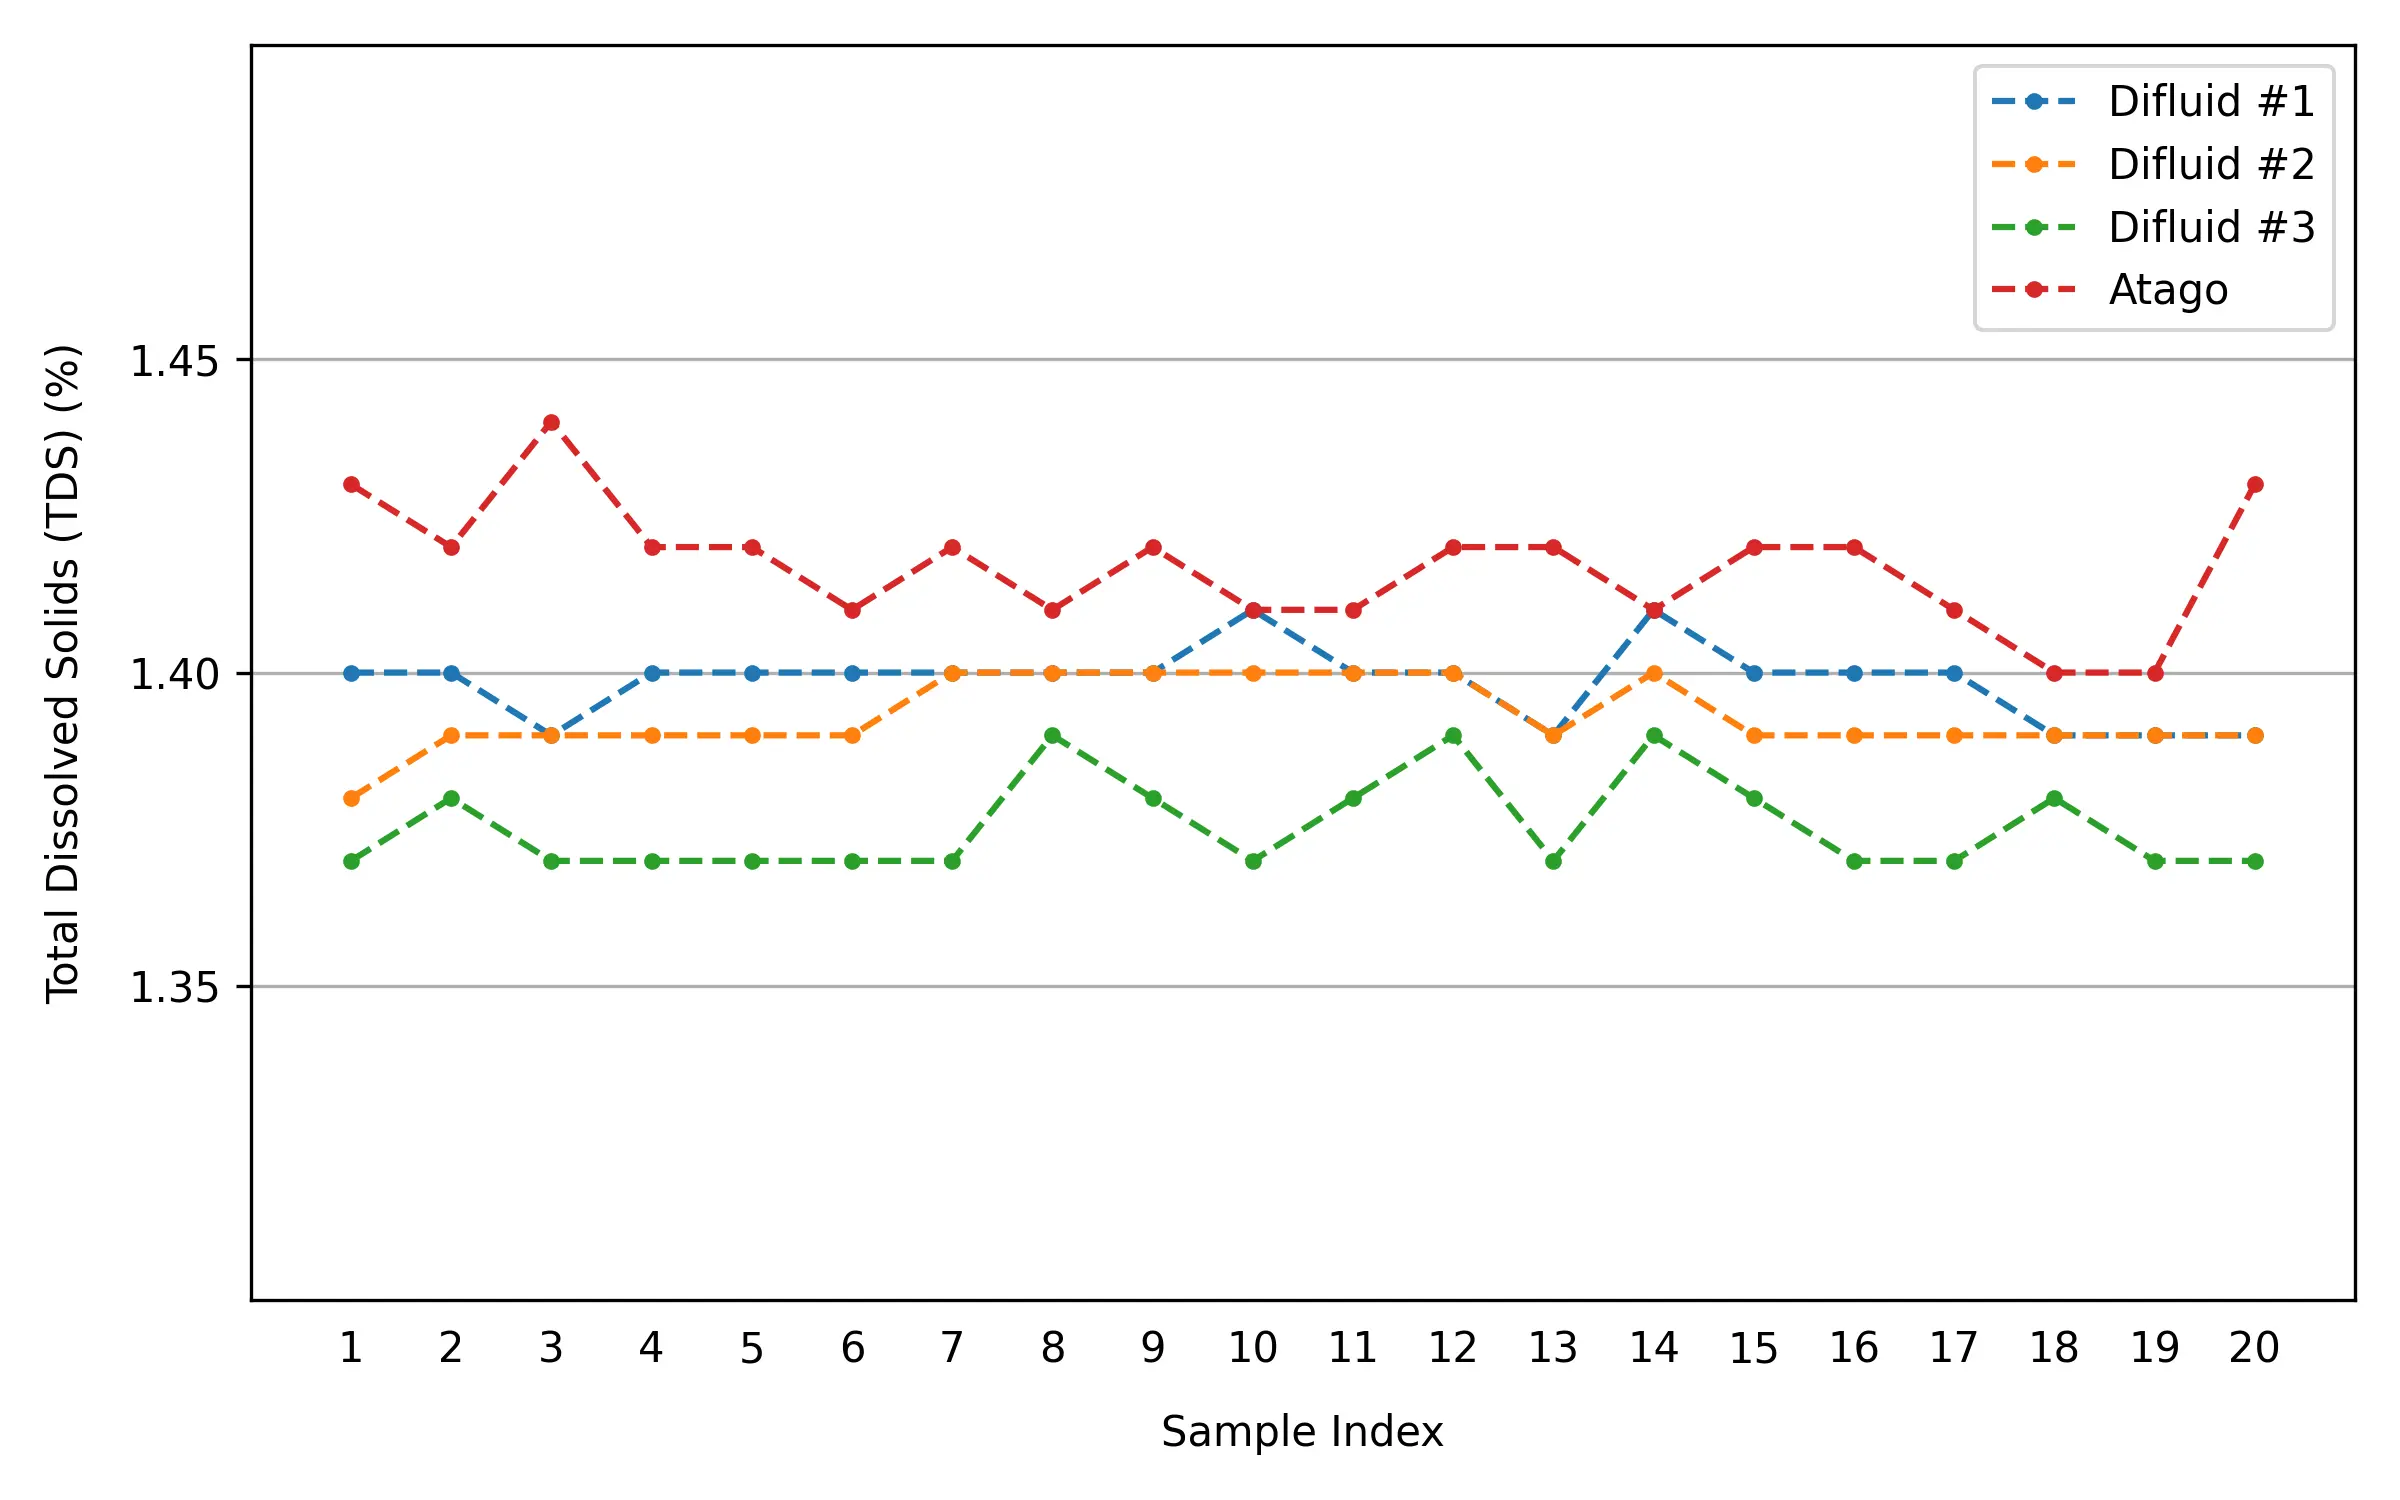 Difluid #1
Difluid #2
Difluid #3
Atago
Total Dissolved Solids (TDS) (%)
1.45
1.40
1.35
1 2 3 4 5 6 7 8 9 10 11 12 13 14 15 16 17 18 19 20
Sample Index